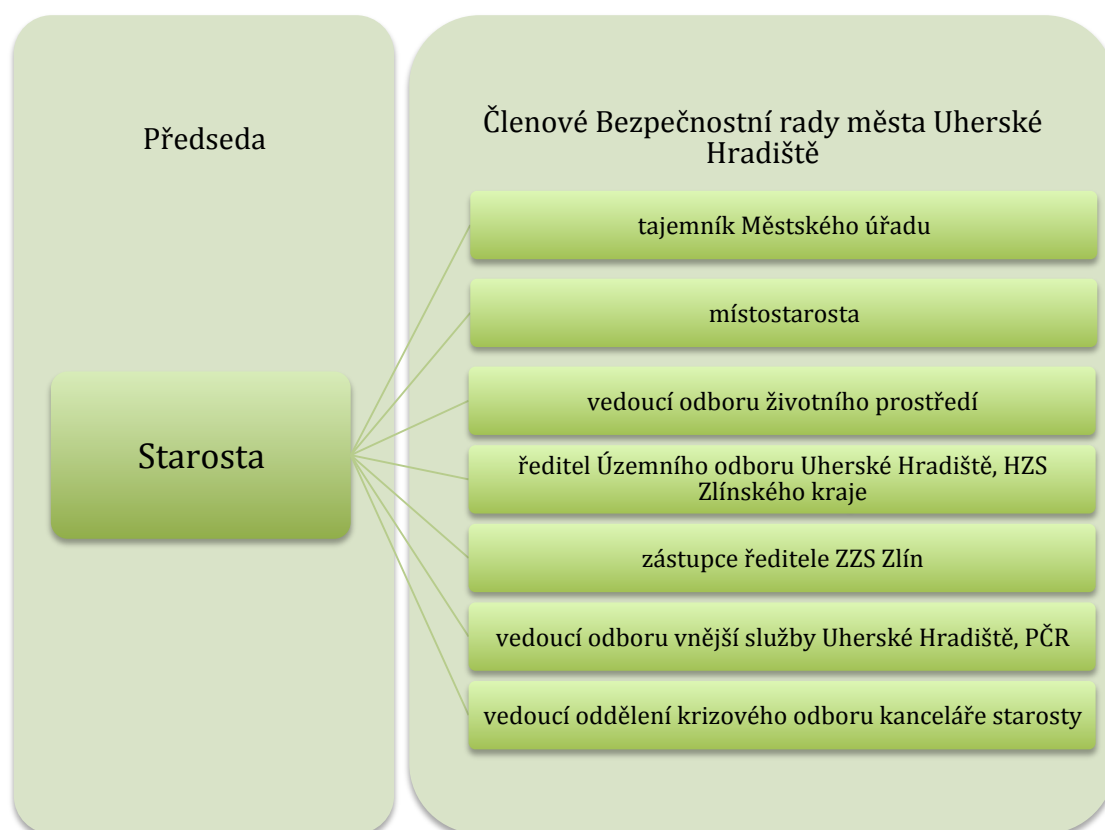 Předseda
Starosta
Členové Bezpečnostní rady města Uherské
Hradiště
tajemník Městského úřadu
místostarosta
vedoucí odboru životního prostředí
ředitel Územního odboru Uherské Hradiště, HZS
Zlínského kraje
zástupce ředitele ZZS Zlín
vedoucí odboru vnější služby Uherské Hradiště, PČR
vedoucí oddělení krizového odboru kanceláře starosty